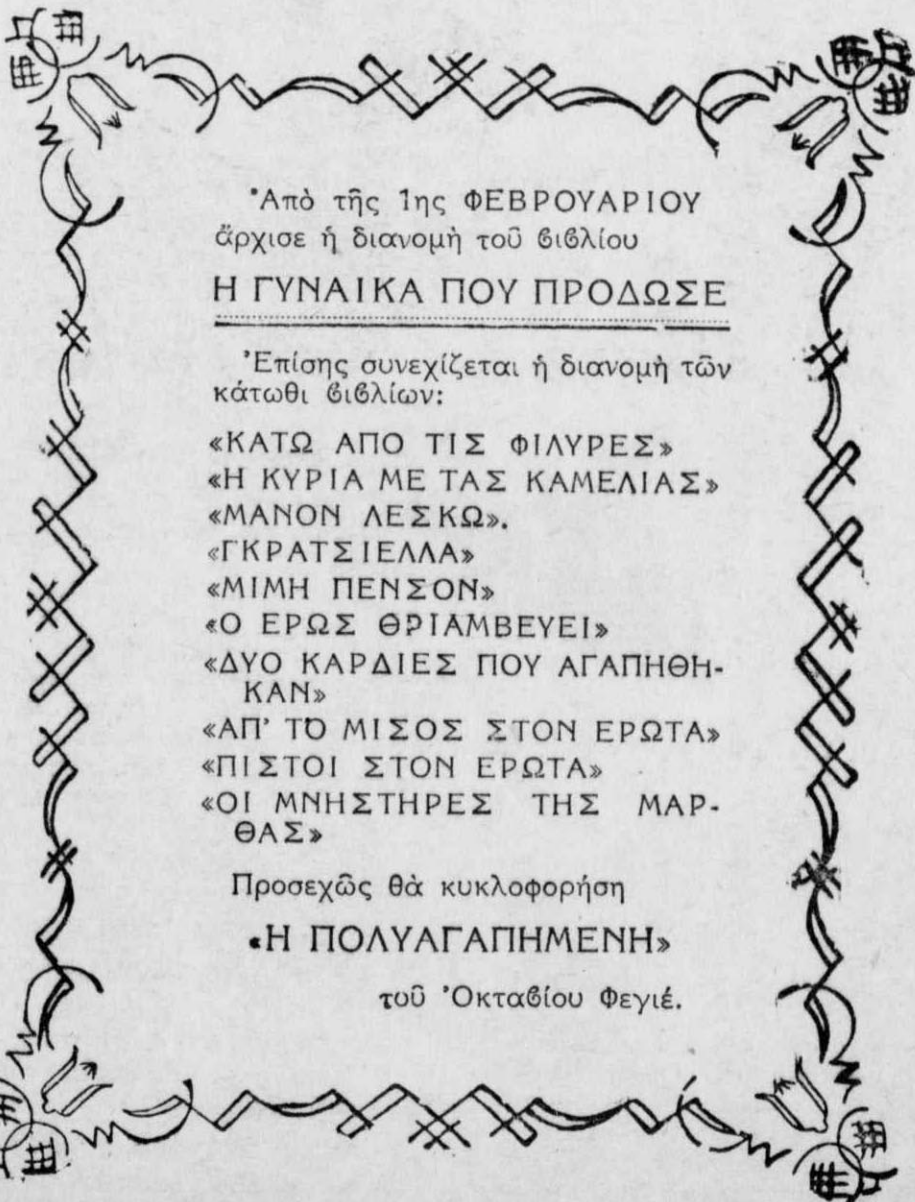 Ἀπὸ τῆς 1ης ΦΕΒΡΟΥΑΡΙΟΥ
ἄρχισε ἡ διανομὴ τοῦ ϐιϐλίου
Η ΓΥΝΑΙΚΑ ΠΟΥ ΠΡΟΔΩΣΕ
Ἐπίσης συνεχίζεται ἡ διανομὴ τῶν
κάτωθι ϐιϐλίων:
«ΚΑΤΩ ΑΠΟ ΤΙΣ ΦΙΛΥΡΕΣ»
«Η ΚΥΡΙΑ ΜΕ ΤΑΣ ΚΑΜΕΛΙΑΣ»
«ΜΑΝΟΝ ΛΕΣΚΩ».
«ΓΚΡΑΤΣΙΕΛΛΑ»
«ΜΙΜΗ ΠΕΝΣΟΝ»
«Ο ΕΡΩΣ ΘΡΙΑΜΒΕΥΕΙ»
«ΔΥΟ ΚΑΡΔΙΕΣ ΠΟΥ ΑΓΑΠΗΘΗ-
ΚΑΝ»
«ΑΠ' ΤΟ ΜΙΣΟΣ ΣΤΟΝ ΕΡΩΤΑ»
«ΠΙΣΤΟΙ ΣΤΟΝ ΕΡΩΤΑ»
«ΟΙ ΜΝΗΣΤΗΡΕΣ ΤΗΣ ΜΑΡ-
ΘΑΣ»
Προσεχῶς θὰ κυκλοφορήση
«Η ΠΟΛΥΑΓΑΠΗΜΕΝΗ»
τοῦ Ὀκταϐίου Φεγιέ.